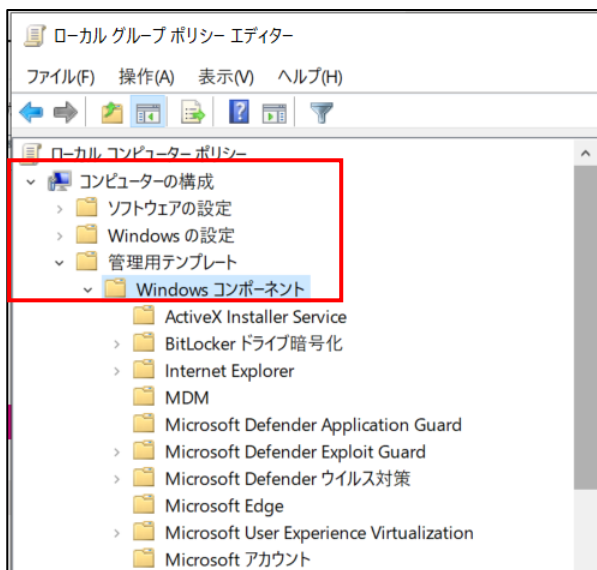 ローカル グループ ポリシー エディター
ファイル(F) 操作(A) 表示(V) ヘルプ(H)
ローカル コンピューター ポリシー
コンピューターの構成
ソフトウェアの設定
Windows の設定
管理用テンプレート
Windows コンポーネント
ActiveX Installer Service
BitLocker ドライブ暗号化
Internet Explorer
MDM
Microsoft Defender Application Guard
Microsoft Defender Exploit Guard
Microsoft Defender ウイルス対策
Microsoft Edge
Microsoft User Experience Virtualization
Microsoft アカウント